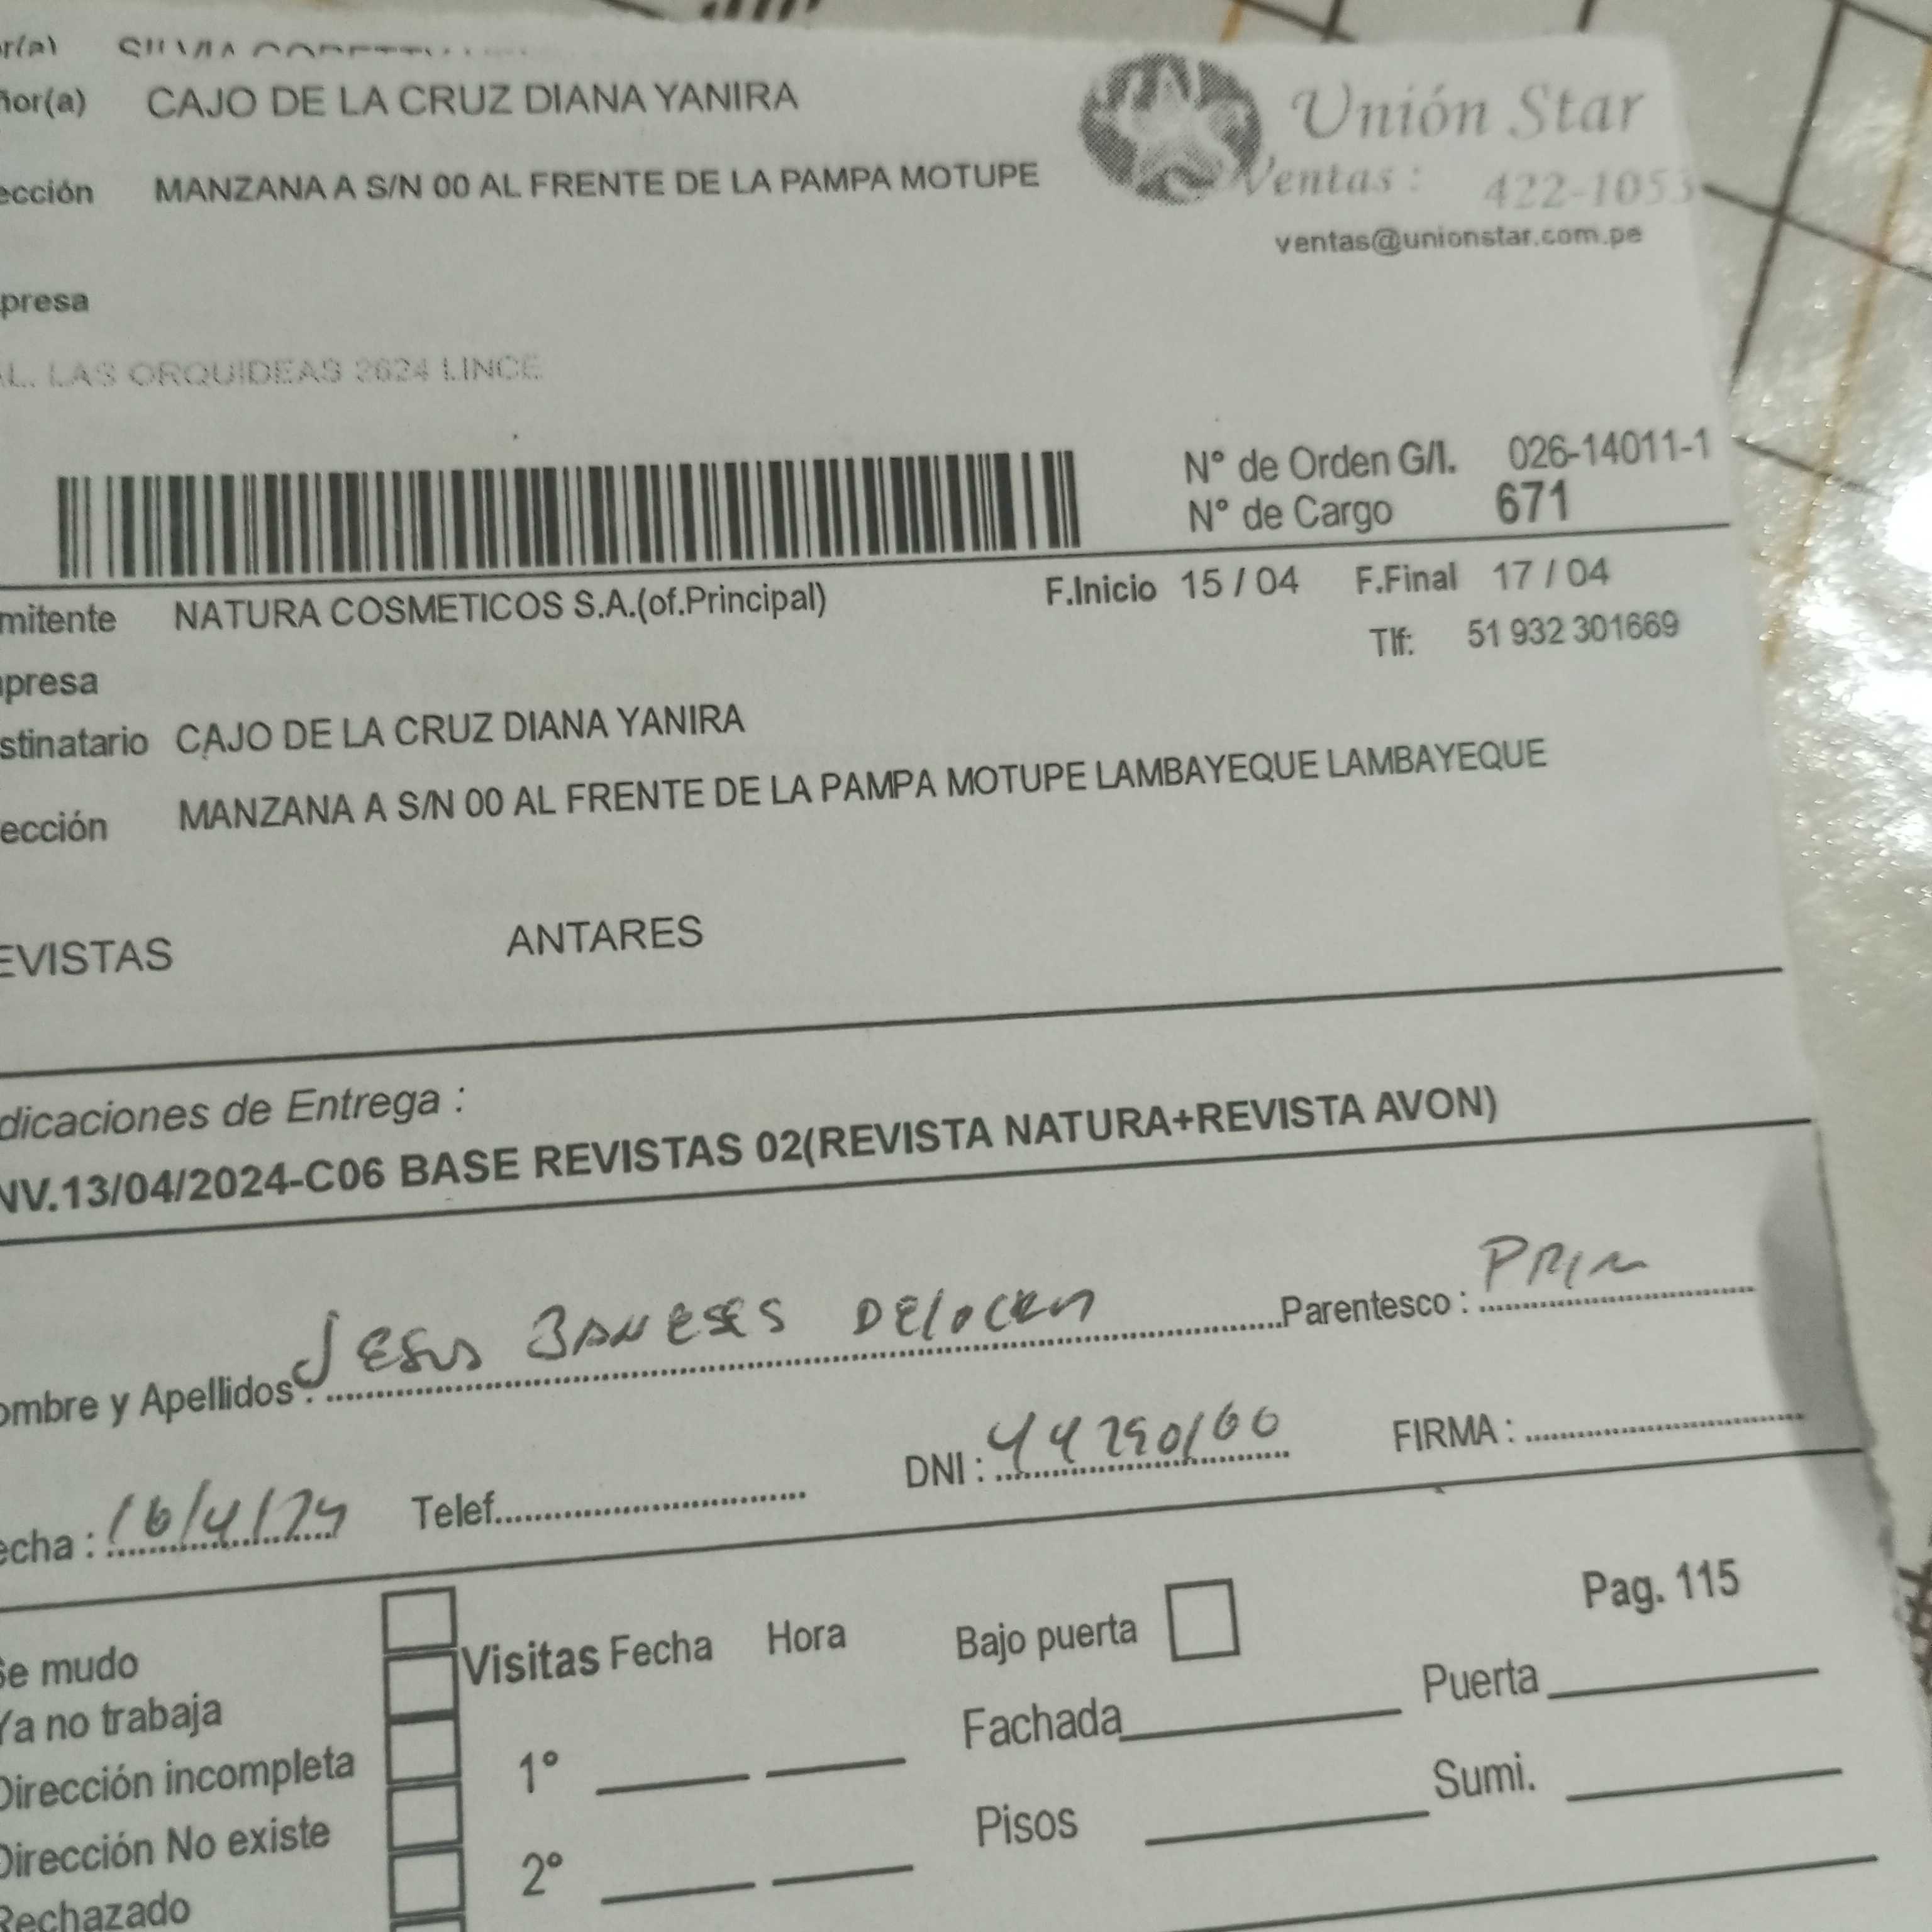 SILVIA
ñor(a) CAJO DE LA CRUZ DIANA YANIRA
ección MANZANA A S/N 00 AL FRENTE DE LA PAMPA MOTUPE
Unión Star
Ventas : 422-1053
ventas@unionstar.com.pe
presa
L. LAS ORQUIDEAS 2624 LINCE
N° de Orden G/I. 026-14011-1
N° de Cargo 671
mitente NATURA COSMETICOS S.A.(of.Principal) F.Inicio 15 / 04 F.Final 17 / 04
Tlf: 51 932 301669
presa
stinatario CAJO DE LA CRUZ DIANA YANIRA
ección MANZANA A S/N 00 AL FRENTE DE LA PAMPA MOTUPE LAMBAYEQUE LAMBAYEQUE
EVISTAS ANTARES
dicaciones de Entrega :
NV.13/04/2024-C06 BASE REVISTAS 02(REVISTA NATURA+REVISTA AVON)
ombre y Apellidos : JESUS Parentesco : PRIM
echa : 16/4/24 Telef. DNI : FIRMA :
Pag. 115
Se mudo Visitas Fecha Hora Bajo puerta
Ya no trabaja Fachada Puerta
Dirección incompleta 1°
Dirección No existe Pisos Sumi.
Rechazado 2°